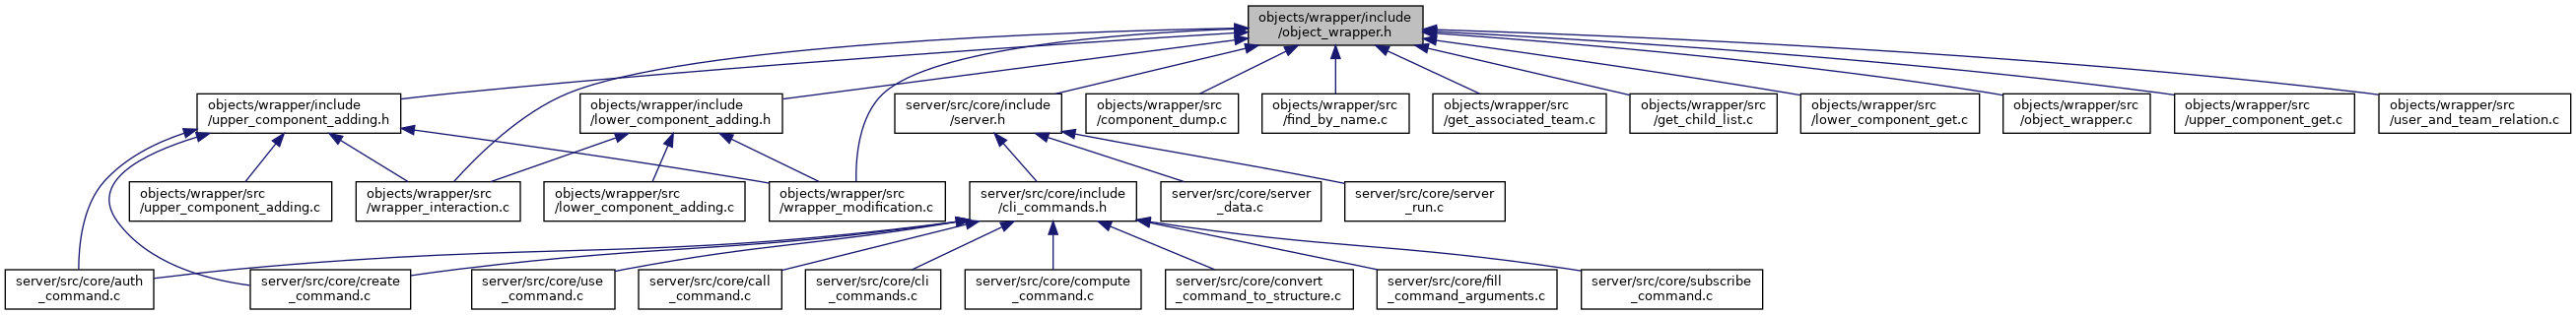 objects/wrapper/include
/object_wrapper.h
objects/wrapper/include
/upper_component_adding.h
objects/wrapper/include
/lower_component_adding.h
server/src/core/include
/server.h
objects/wrapper/src
/component_dump.c
objects/wrapper/src
/find_by_name.c
objects/wrapper/src
/get_associated_team.c
objects/wrapper/src
/get_child_list.c
objects/wrapper/src
/lower_component_get.c
objects/wrapper/src
/object_wrapper.c
objects/wrapper/src
/upper_component_get.c
objects/wrapper/src
/user_and_team_relation.c
objects/wrapper/src
/upper_component_adding.c
objects/wrapper/src
/wrapper_interaction.c
objects/wrapper/src
/lower_component_adding.c
objects/wrapper/src
/wrapper_modification.c
server/src/core/include
/cli_commands.h
server/src/core/server
_data.c
server/src/core/server
_run.c
server/src/core/auth
_command.c
server/src/core/create
_command.c
server/src/core/use
_command.c
server/src/core/call
_command.c
server/src/core/cli
_commands.c
server/src/core/compute
_command.c
server/src/core/convert
_command_to_structure.c
server/src/core/fill
_command_arguments.c
server/src/core/subscribe
_command.c